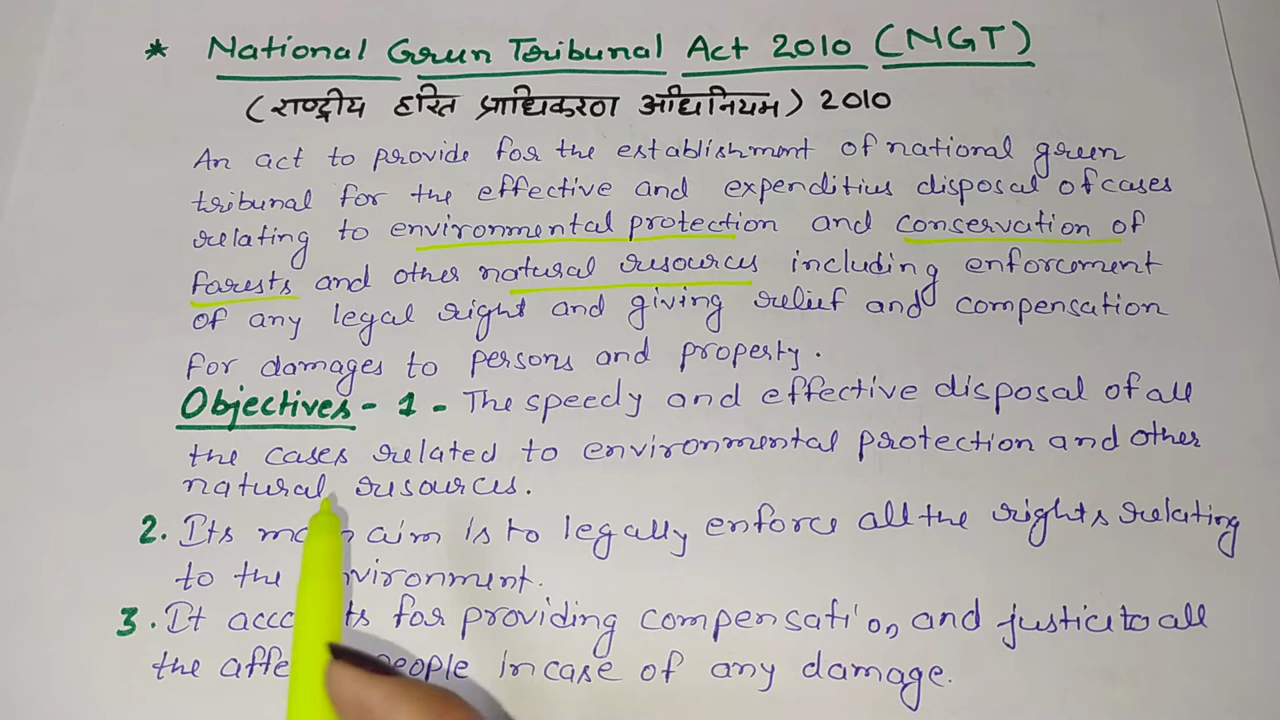 * National Green Tribunal Act 2010 (NGT)
(राष्ट्रीय हरित प्राधिकरण अधिनियम) 2010
An act to provide for the establishment of national green
tribunal for the effective and expenditius disposal of cases
relating to environmental protection and conservation of
forests and other natural resources including enforcement
of any legal right and giving relief and compensation
for damages to persons and property.
Objectives - 1 - The speedy and effective disposal of all
the cases related to environmental protection and other
natural resources.
2. Its aim is to legally enforce all the rights relating
to the environment.
3. It for providing compensation and justice to all
the people incase of any damage.